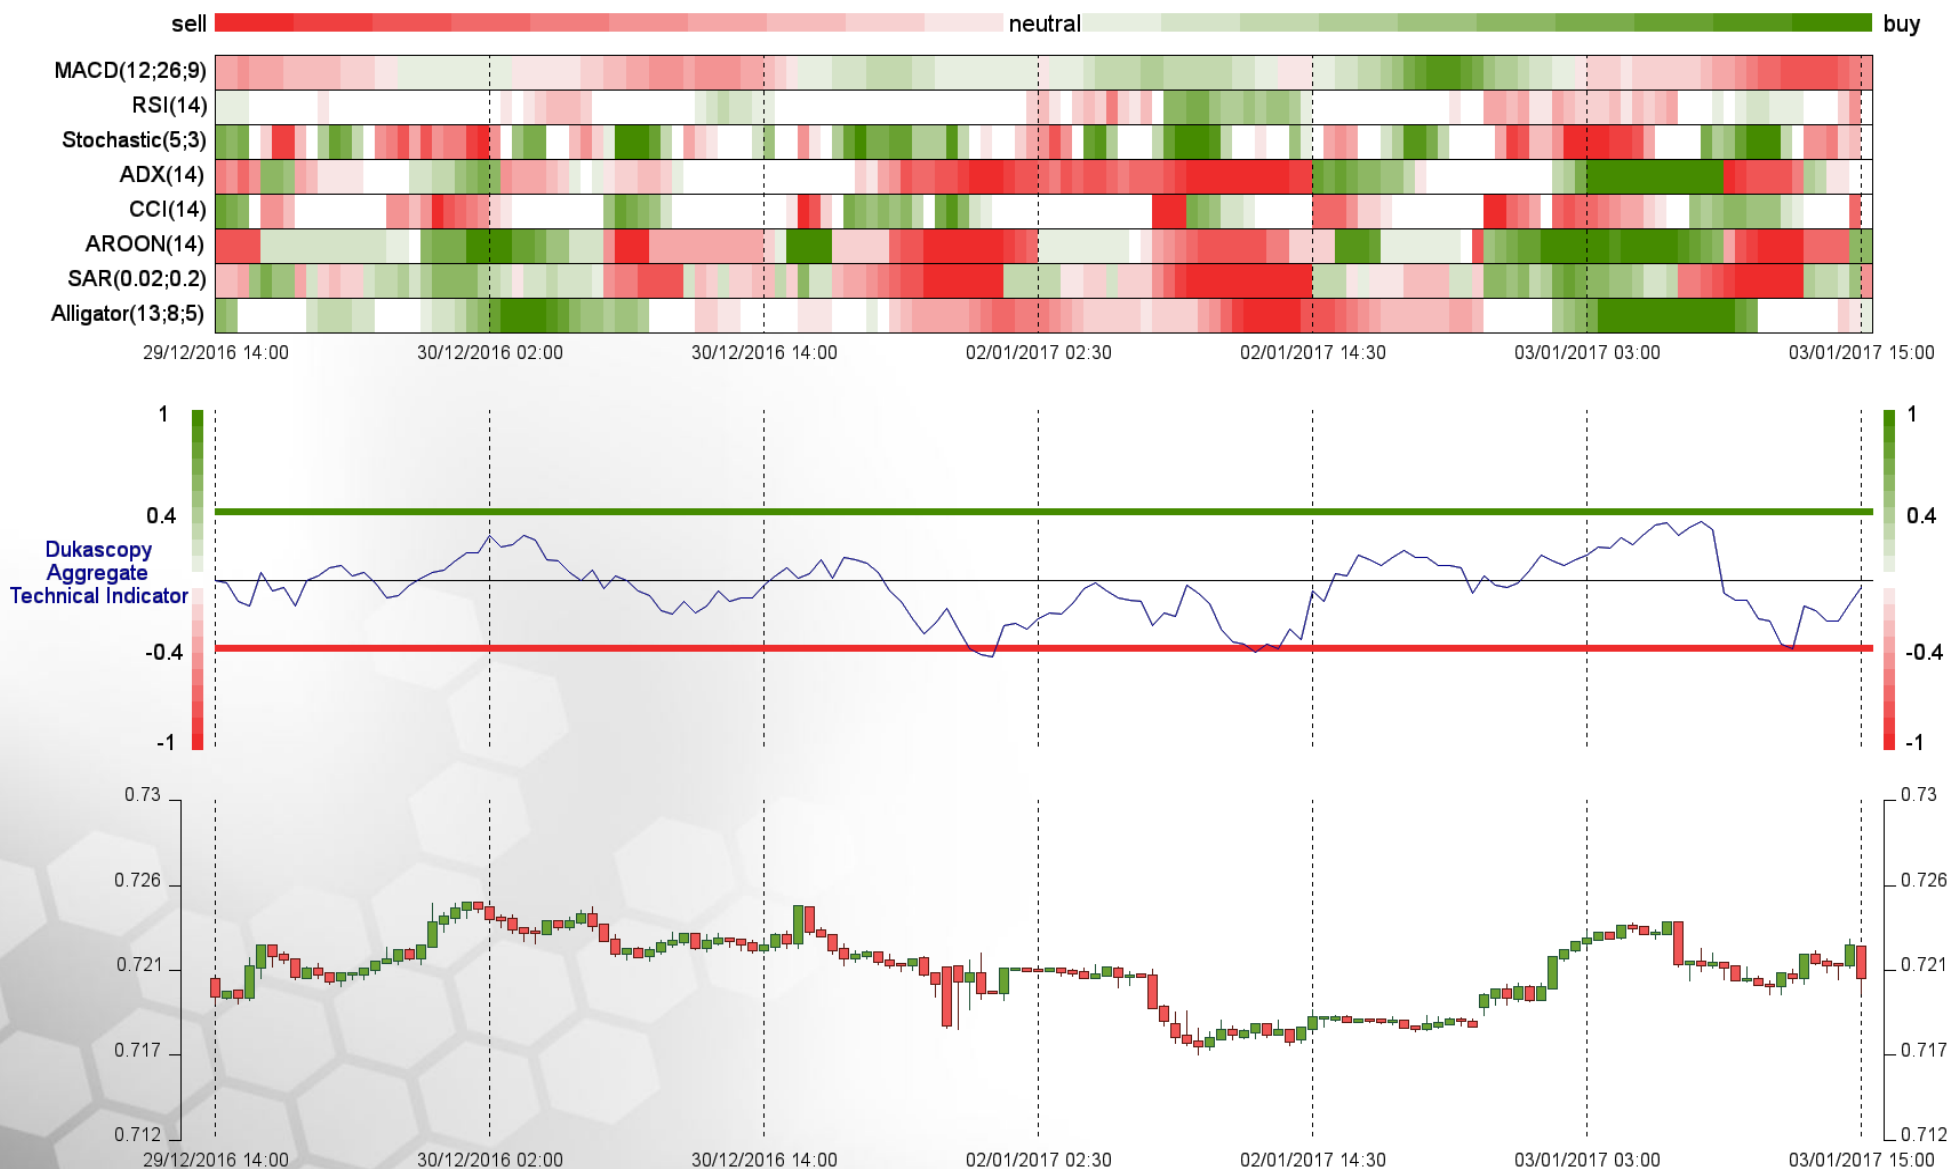 sell neutral buy
MACD(12;26;9)
RSI(14)
Stochastic(5;3)
ADX(14)
CCI(14)
AROON(14)
SAR(0.02;0.2)
Alligator(13;8;5)
29/12/2016 14:00 30/12/2016 02:00 30/12/2016 14:00 02/01/2017 02:30 02/01/2017 14:30 03/01/2017 03:00 03/01/2017 15:00
1 1
0.4 0.4
Dukascopy
Aggregate
Technical Indicator
-0.4 -0.4
-1 -1
0.73 0.73
0.726 0.726
0.721 0.721
0.717 0.717
0.712 0.712
29/12/2016 14:00 30/12/2016 02:00 30/12/2016 14:00 02/01/2017 02:30 02/01/2017 14:30 03/01/2017 03:00 03/01/2017 15:00